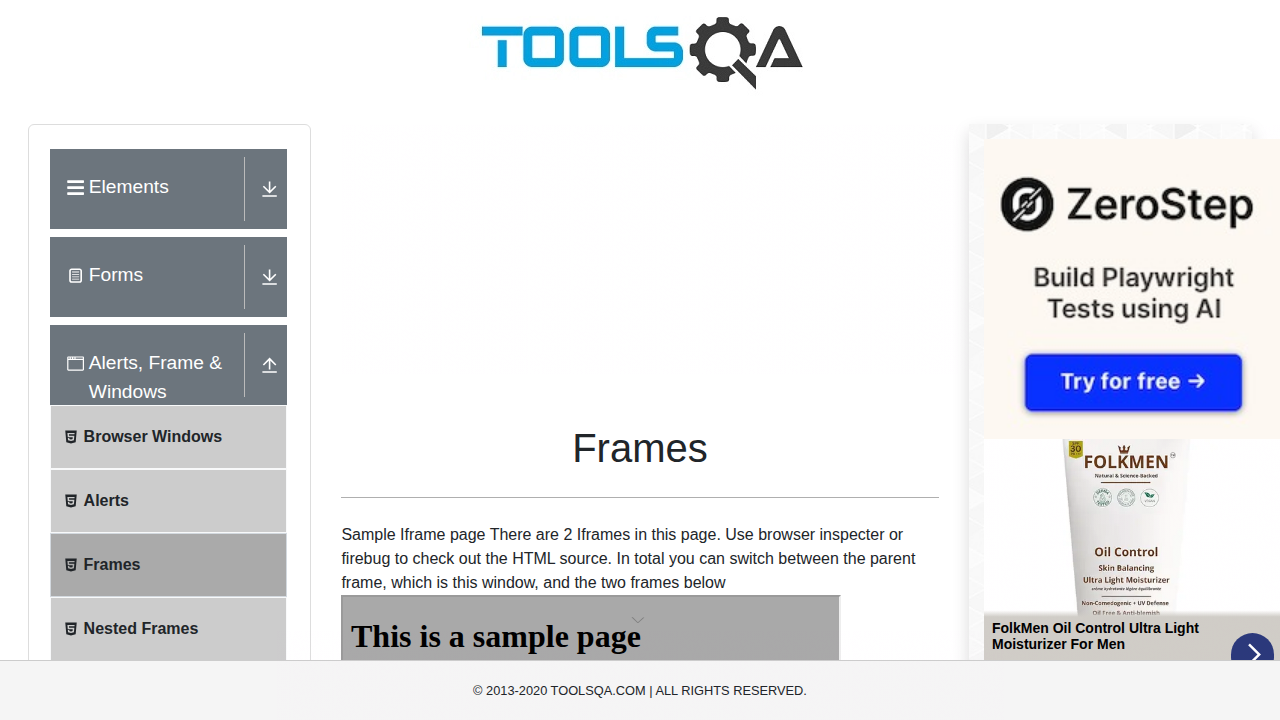 TOOLSQA
Elements
Forms
Alerts, Frame &
Windows
Browser Windows
Alerts
Frames
Nested Frames
Frames
Sample Iframe page There are 2 Iframes in this page. Use browser inspecter or
firebug to check out the HTML source. In total you can switch between the parent
frame, which is this window, and the two frames below
This is a sample page
ZeroStep
Build Playwright
Tests using AI
Try for free →
30
FOLKMEN
Natural & Science-Backed
Oil Control
Skin Balancing
Ultra Light Moisturizer
Non-Comedogenic + UV Defense
Oil Free & Anti-blemish
FolkMen Oil Control Ultra Light
Moisturizer For Men
© 2013-2020 TOOLSQA.COM | ALL RIGHTS RESERVED.